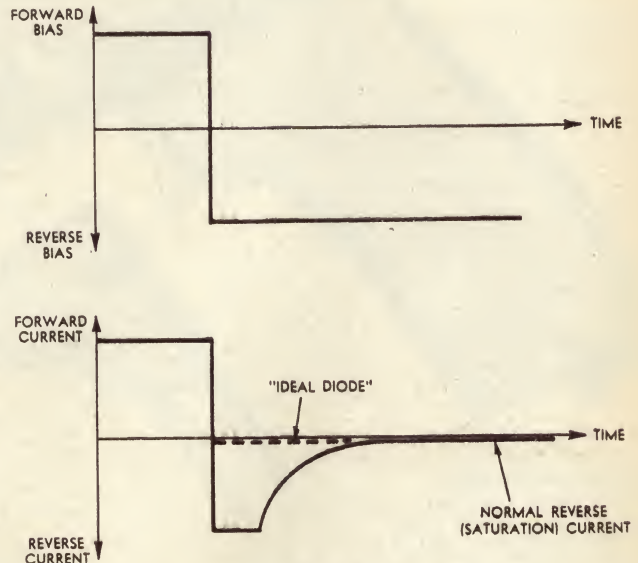 FORWARD
BIAS
TIME
REVERSE
BIAS
FORWARD
CURRENT
"IDEAL DIODE"
TIME
NORMAL REVERSE
(SATURATION) CURRENT
REVERSE
CURRENT